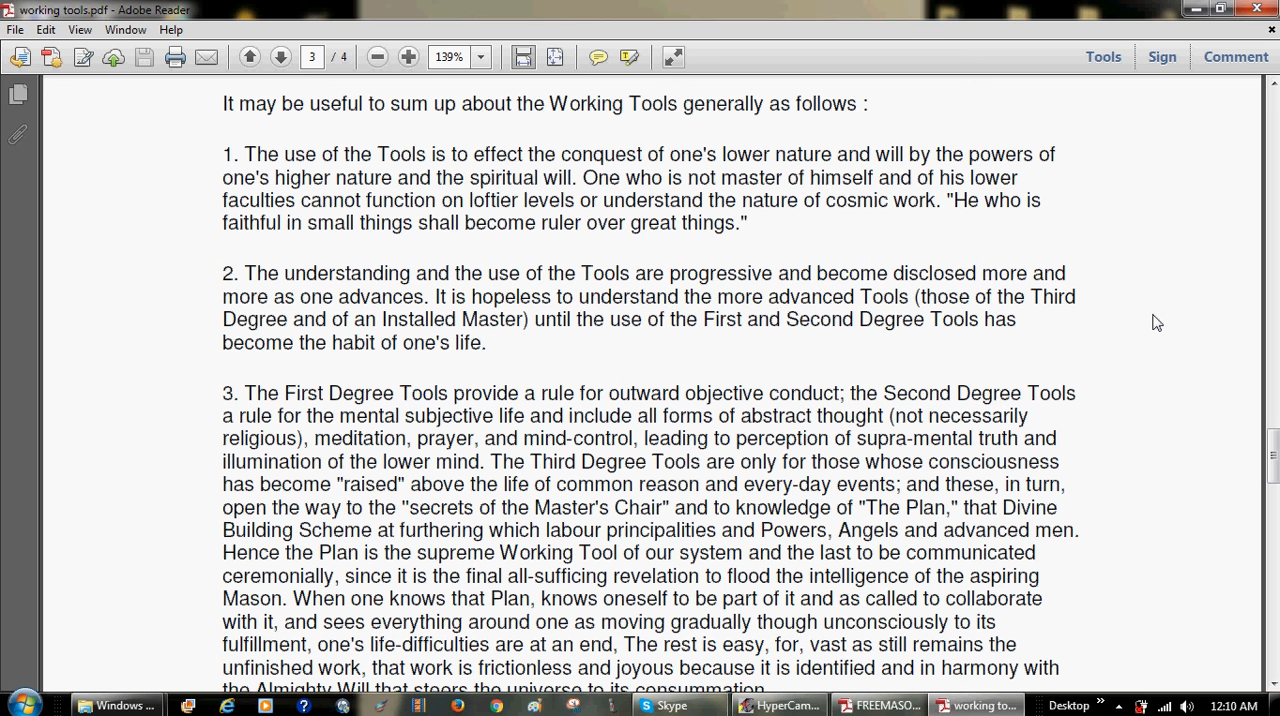 working tools.pdf - Adobe Reader
File Edit View Window Help
3 / 4 139% Tools Sign Comment
It may be useful to sum up about the Working Tools generally as follows :
1. The use of the Tools is to effect the conquest of one's lower nature and will by the powers of
one's higher nature and the spiritual will. One who is not master of himself and of his lower
faculties cannot function on loftier levels or understand the nature of cosmic work. "He who is
faithful in small things shall become ruler over great things."
2. The understanding and the use of the Tools are progressive and become disclosed more and
more as one advances. It is hopeless to understand the more advanced Tools (those of the Third
Degree and of an Installed Master) until the use of the First and Second Degree Tools has
become the habit of one's life.
3. The First Degree Tools provide a rule for outward objective conduct; the Second Degree Tools
a rule for the mental subjective life and include all forms of abstract thought (not necessarily
religious), meditation, prayer, and mind-control, leading to perception of supra-mental truth and
illumination of the lower mind. The Third Degree Tools are only for those whose consciousness
has become "raised" above the life of common reason and every-day events; and these, in turn,
open the way to the "secrets of the Master's Chair" and to knowledge of "The Plan," that Divine
Building Scheme at furthering which labour principalities and Powers, Angels and advanced men.
Hence the Plan is the supreme Working Tool of our system and the last to be communicated
ceremonially, since it is the final all-sufficing revelation to flood the intelligence of the aspiring
Mason. When one knows that Plan, knows oneself to be part of it and as called to collaborate
with it, and sees everything around one as moving gradually though unconsciously to its
fulfillment, one's life-difficulties are at an end, The rest is easy, for, vast as still remains the
unfinished work, that work is frictionless and joyous because it is identified and in harmony with
the Almighty Will that steers the universe to its consummation.
Windows ... Skype HyperCam... FREEMASO... working to... Desktop 12:10 AM